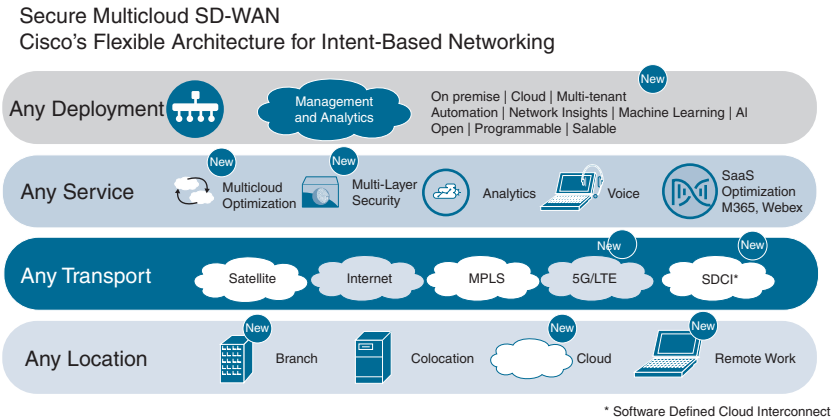 Secure Multicloud SD-WAN
Cisco's Flexible Architecture for Intent-Based Networking
New
Any Deployment
Management
and Analytics
On premise | Cloud | Multi-tenant
Automation | Network Insights | Machine Learning | AI
Open | Programmable | Salable
Any Service
New
Multicloud
Optimization
New
Multi-Layer
Security
Analytics
Voice
SaaS
Optimization
M365, Webex
Any Transport
Satellite
Internet
MPLS
New
5G/LTE
New
SDCI*
Any Location
New
Branch
Colocation
New
Cloud
New
Remote Work
* Software Defined Cloud Interconnect